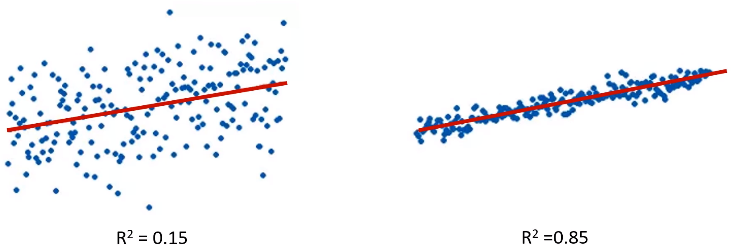 R² = 0.15
R² =0.85